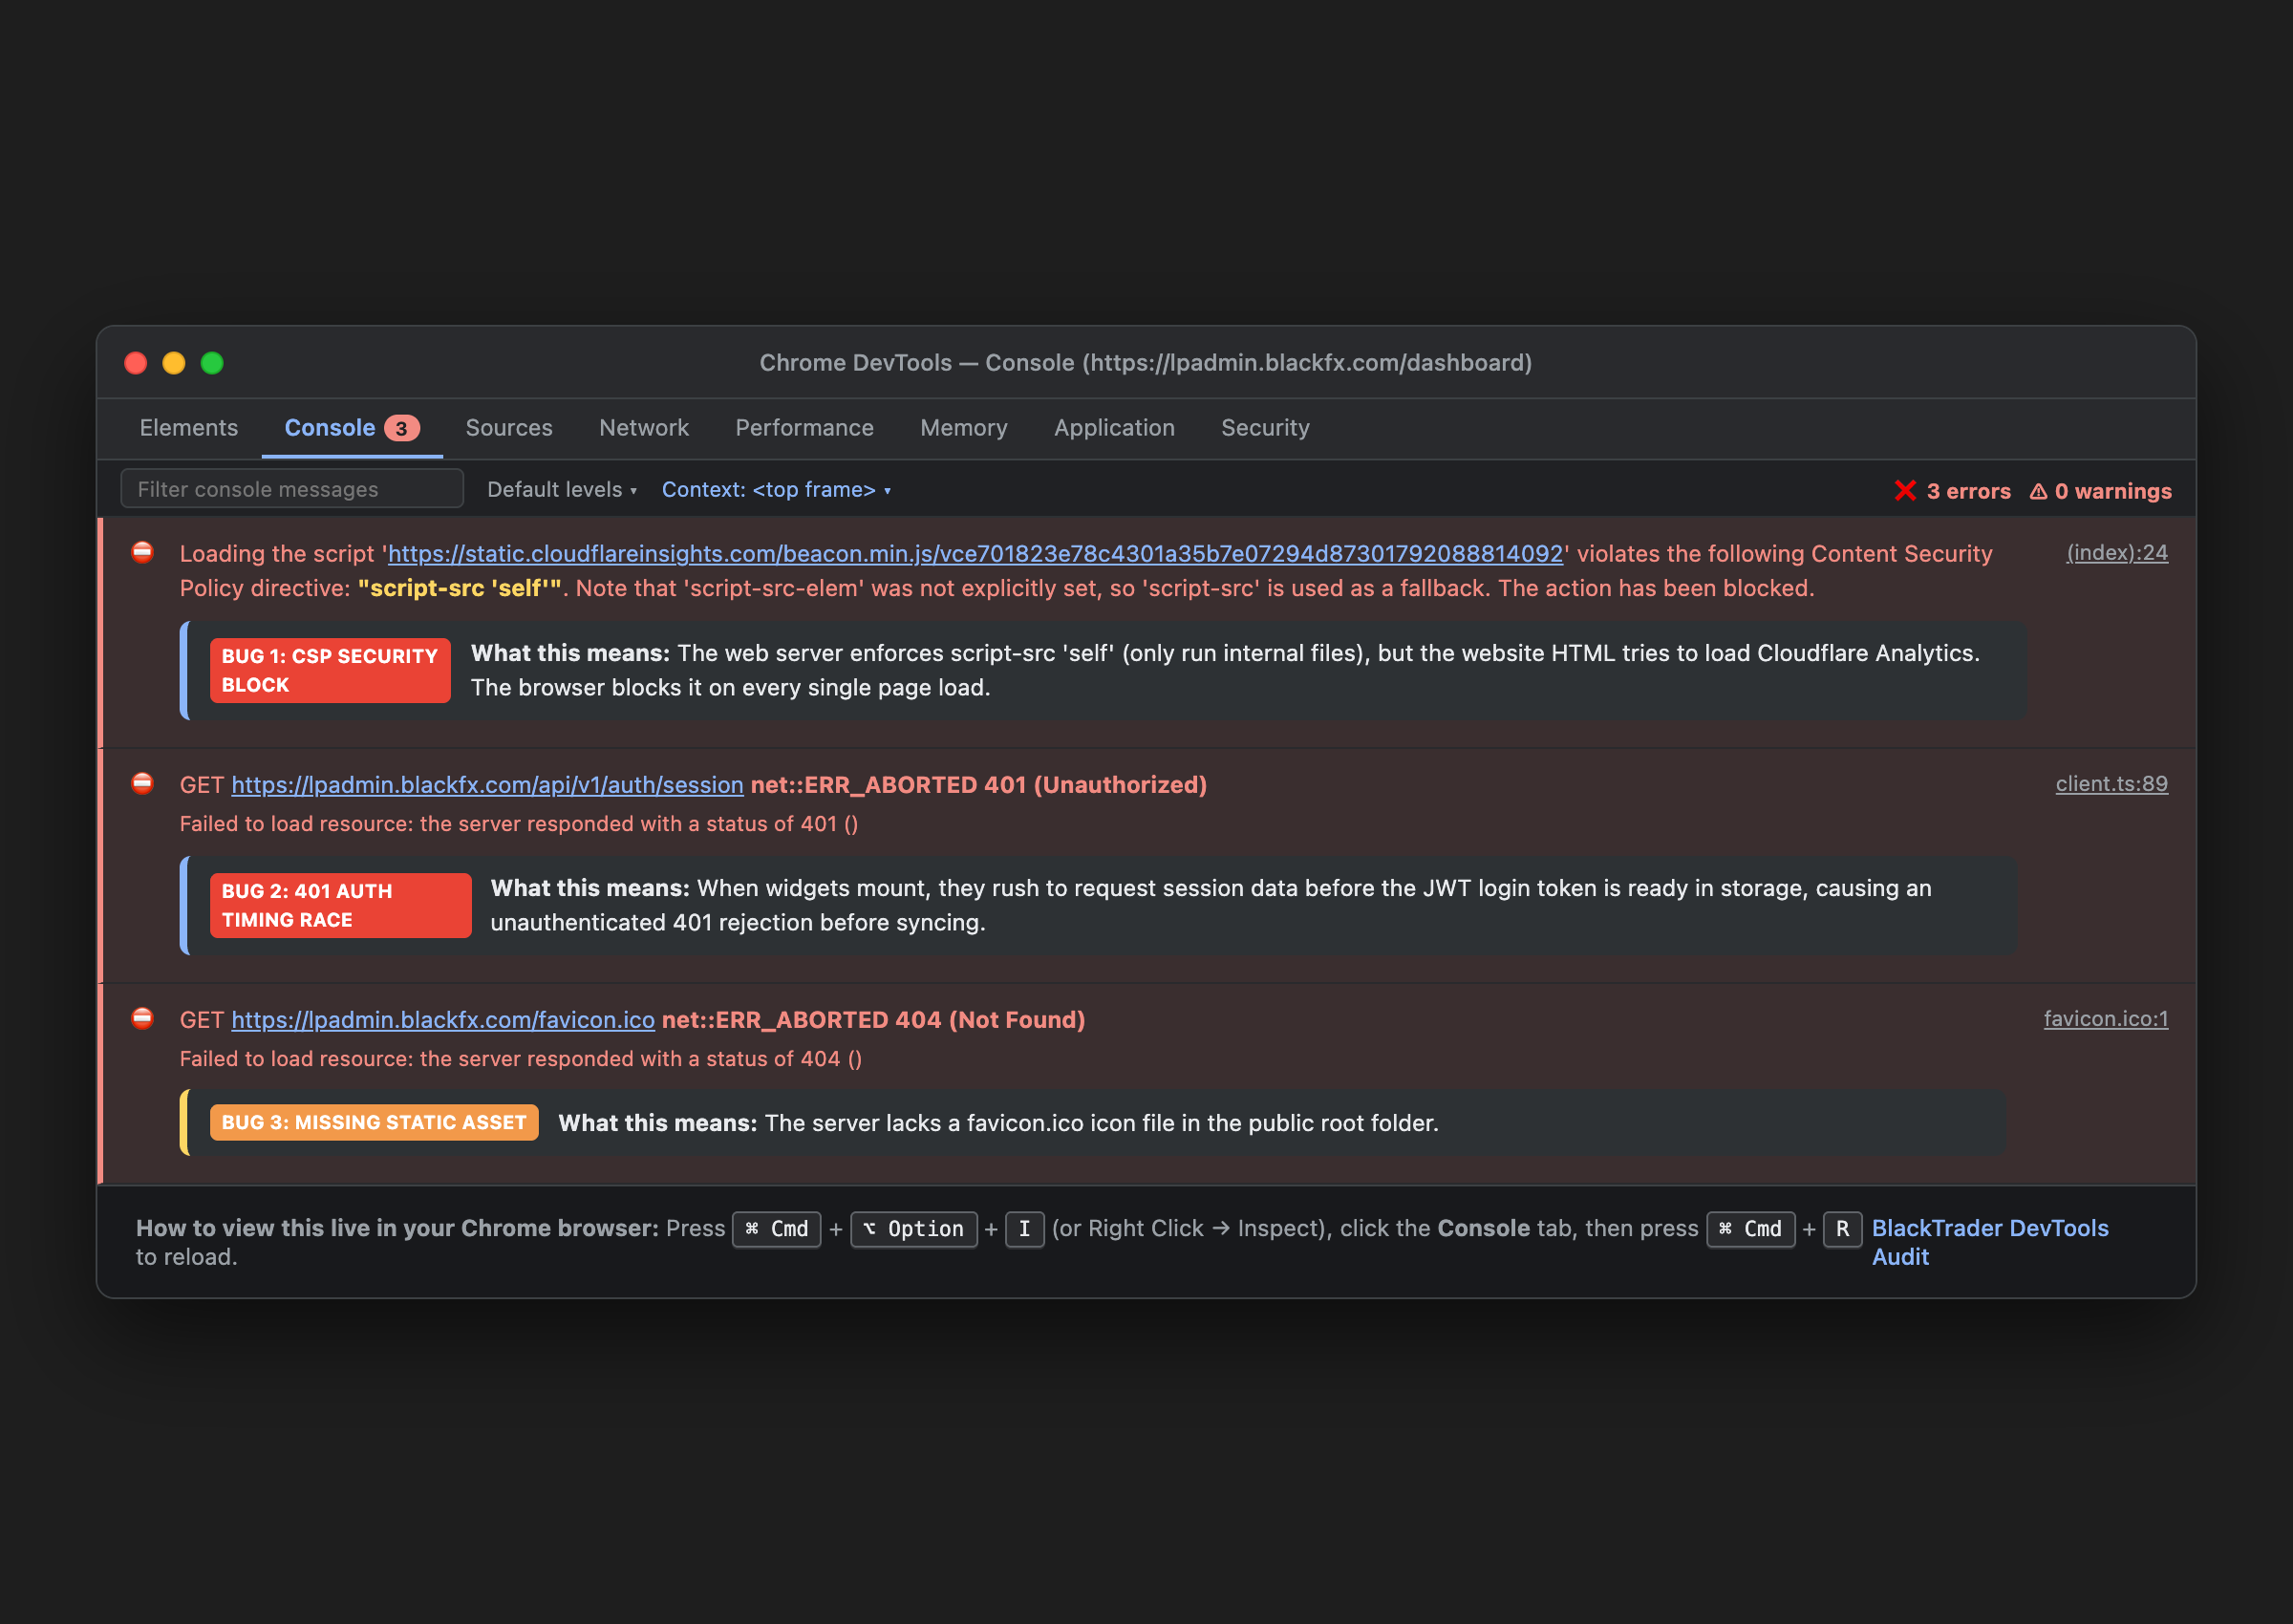 Chrome DevTools — Console (https://lpadmin.blackfx.com/dashboard)
Elements Console 3 Sources Network Performance Memory Application Security
Filter console messages Default levels ▾ Context: <top frame> ▾ ❌ 3 errors ⚠ 0 warnings
⛔ Loading the script 'https://static.cloudflareinsights.com/beacon.min.js/vce701823e78c4301a35b7e07294d87301792088814092' violates the following Content Security (index):24
Policy directive: "script-src 'self'". Note that 'script-src-elem' was not explicitly set, so 'script-src' is used as a fallback. The action has been blocked.
BUG 1: CSP SECURITY
BLOCK
What this means: The web server enforces script-src 'self' (only run internal files), but the website HTML tries to load Cloudflare Analytics.
The browser blocks it on every single page load.
⛔ GET https://lpadmin.blackfx.com/api/v1/auth/session net::ERR_ABORTED 401 (Unauthorized) client.ts:89
Failed to load resource: the server responded with a status of 401 ()
BUG 2: 401 AUTH
TIMING RACE
What this means: When widgets mount, they rush to request session data before the JWT login token is ready in storage, causing an
unauthenticated 401 rejection before syncing.
⛔ GET https://lpadmin.blackfx.com/favicon.ico net::ERR_ABORTED 404 (Not Found) favicon.ico:1
Failed to load resource: the server responded with a status of 404 ()
BUG 3: MISSING STATIC ASSET What this means: The server lacks a favicon.ico icon file in the public root folder.
How to view this live in your Chrome browser: Press ⌘ Cmd + ⌥ Option + I (or Right Click → Inspect), click the Console tab, then press ⌘ Cmd + R
to reload.
BlackTrader DevTools
Audit